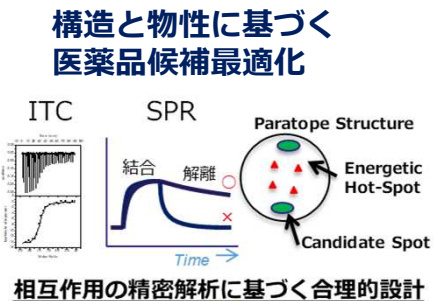 構造と物性に基づく
医薬品候補最適化
ITC
SPR
Paratope Structure
結合
解離
○
×
Energetic
Hot-Spot
Candidate Spot
Time
相互作用の精密解析に基づく合理的設計